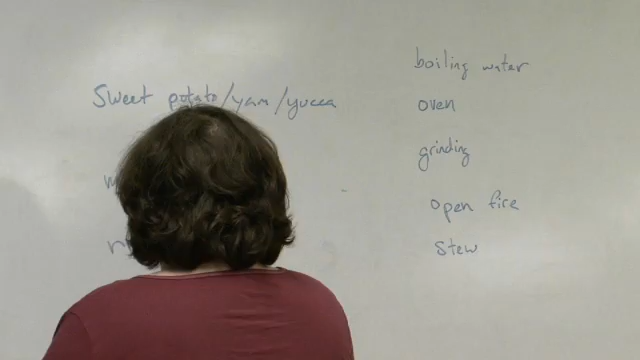 Sweet potato/yam/yucca
boiling water
oven
grinding
open fire
stew